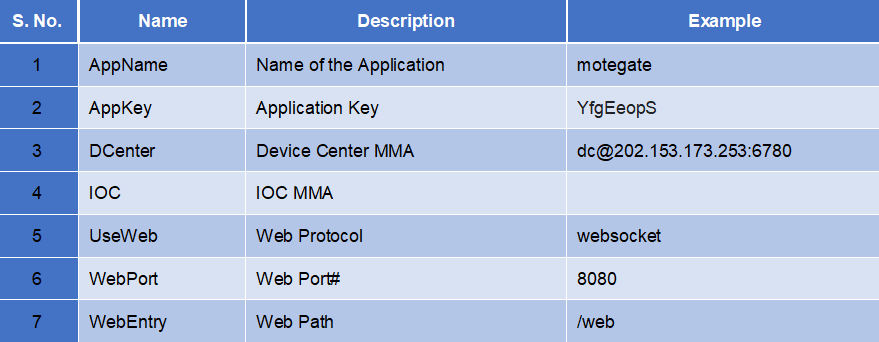 S. No. Name Description Example
1 AppName Name of the Application motegate
2 AppKey Application Key YfgEeopS
3 DCenter Device Center MMA dc@202.153.173.253:6780
4 IOC IOC MMA
5 UseWeb Web Protocol websocket
6 WebPort Web Port# 8080
7 WebEntry Web Path /web